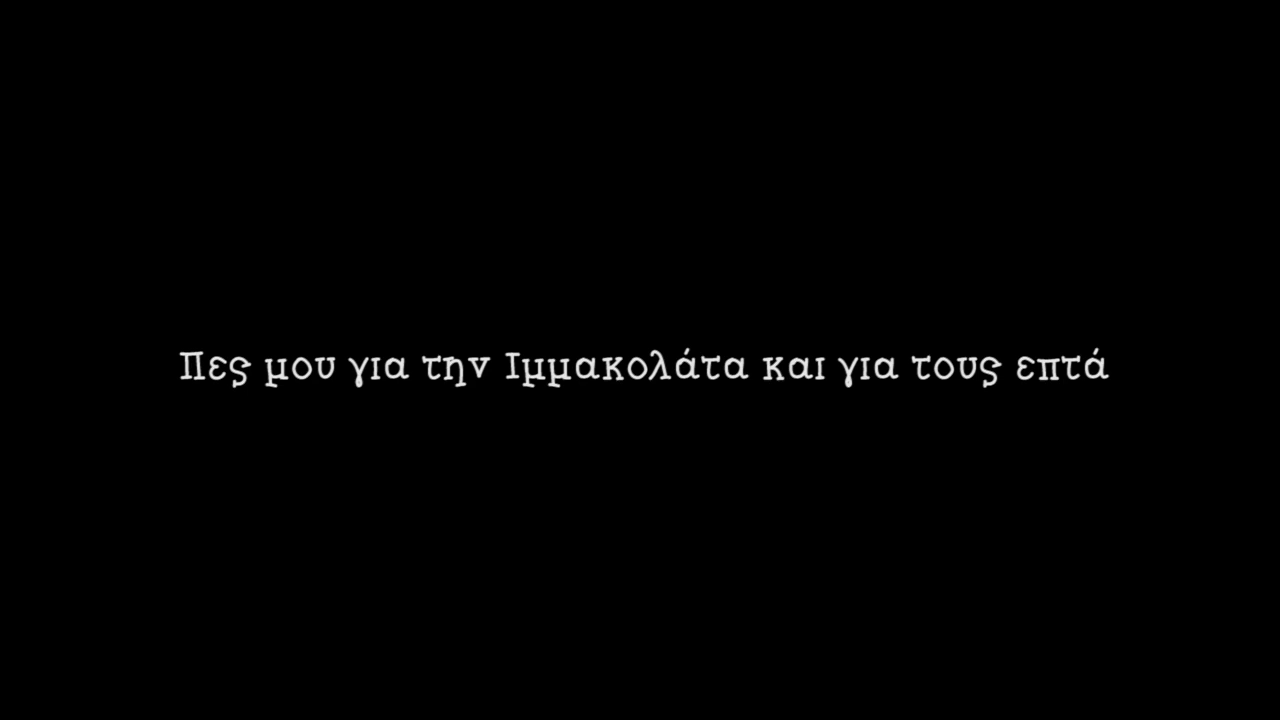 Πες μου για την Ιμμακολάτα και για τους επτά